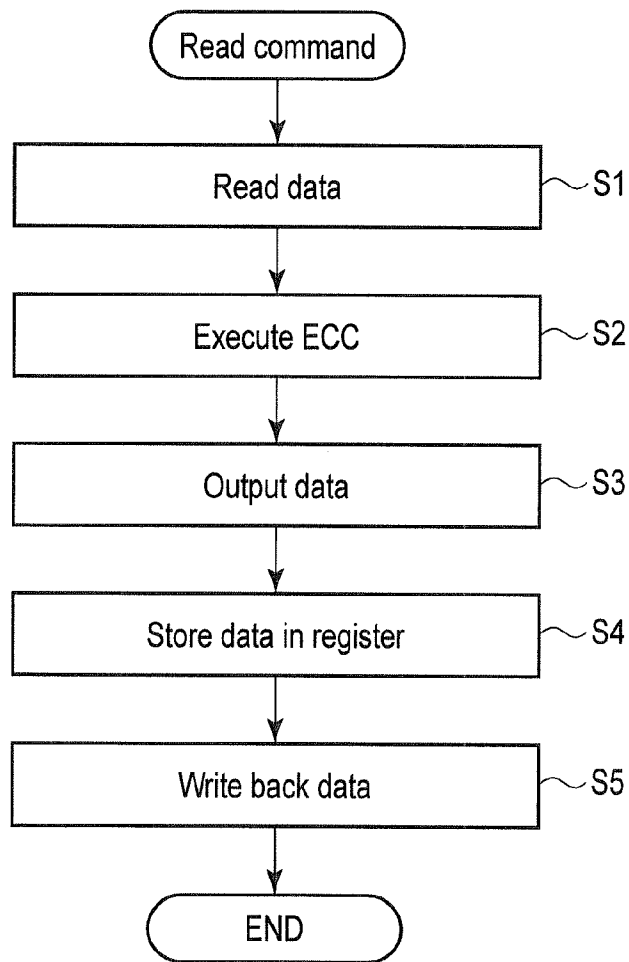 Read command
Read data
S1
Execute ECC
S2
Output data
S3
Store data in register
S4
Write back data
S5
END